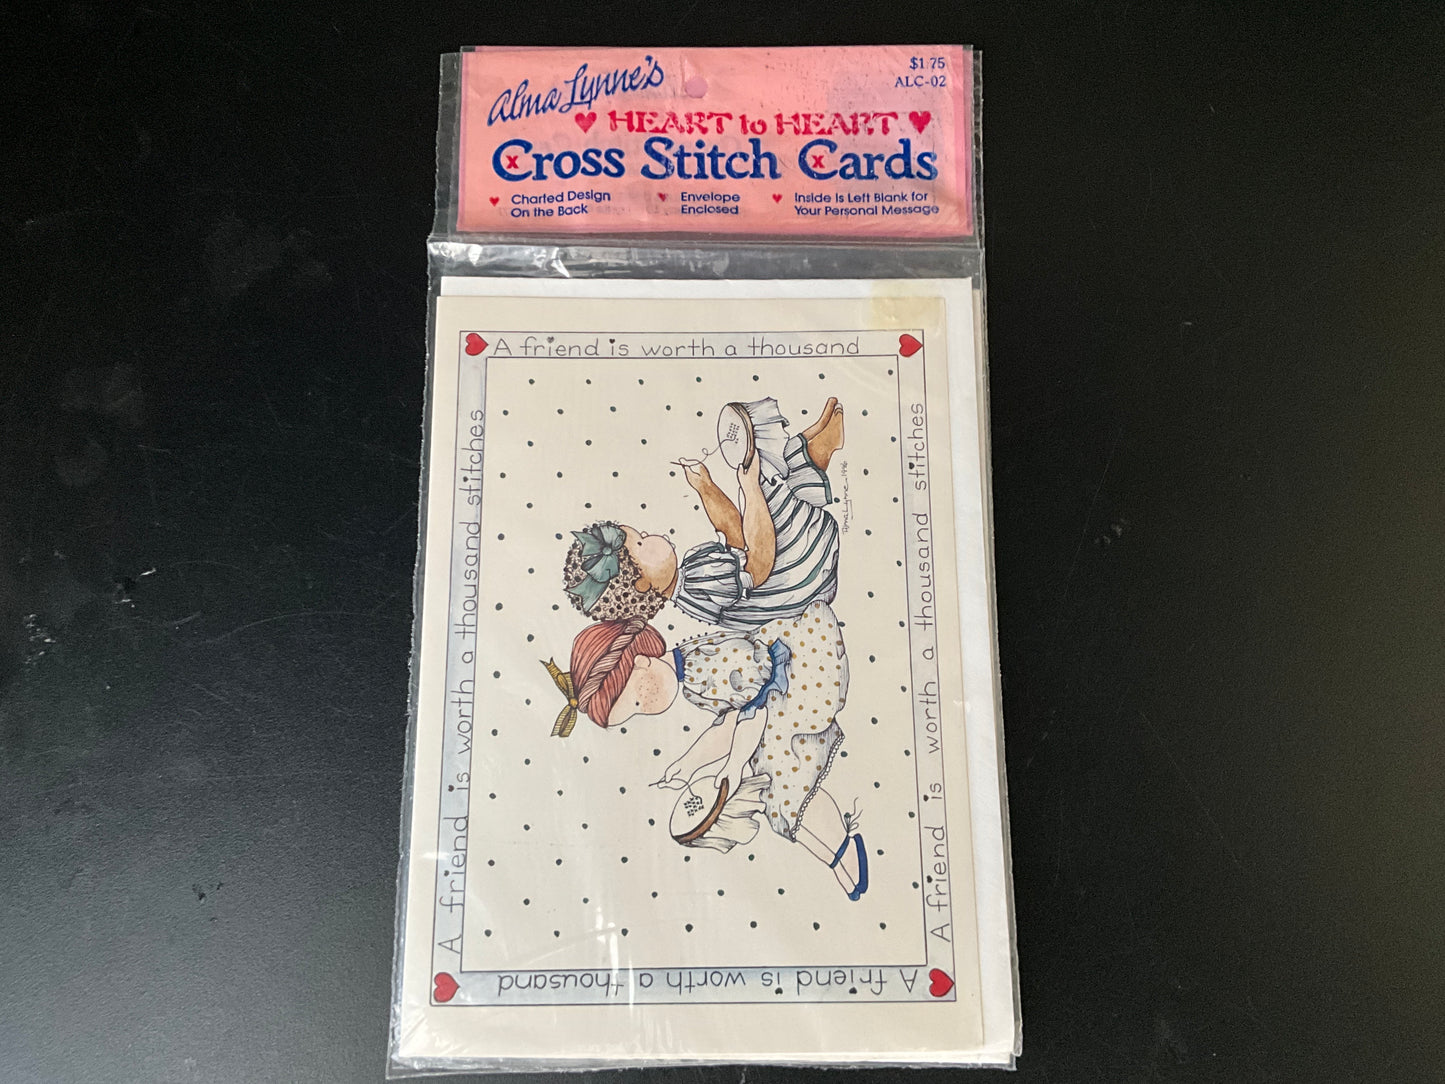 Alma Lynne's
$1.75
ALC-02
HEART to HEART
Cross Stitch Cards
Charted Design
On the Back
Envelope
Enclosed
Inside is Left Blank for
Your Personal Message
A friend is worth a thousand
A friend is worth a thousand stitches
A friend is worth a thousand stitches
A friend is worth a thousand
Alma Lynne